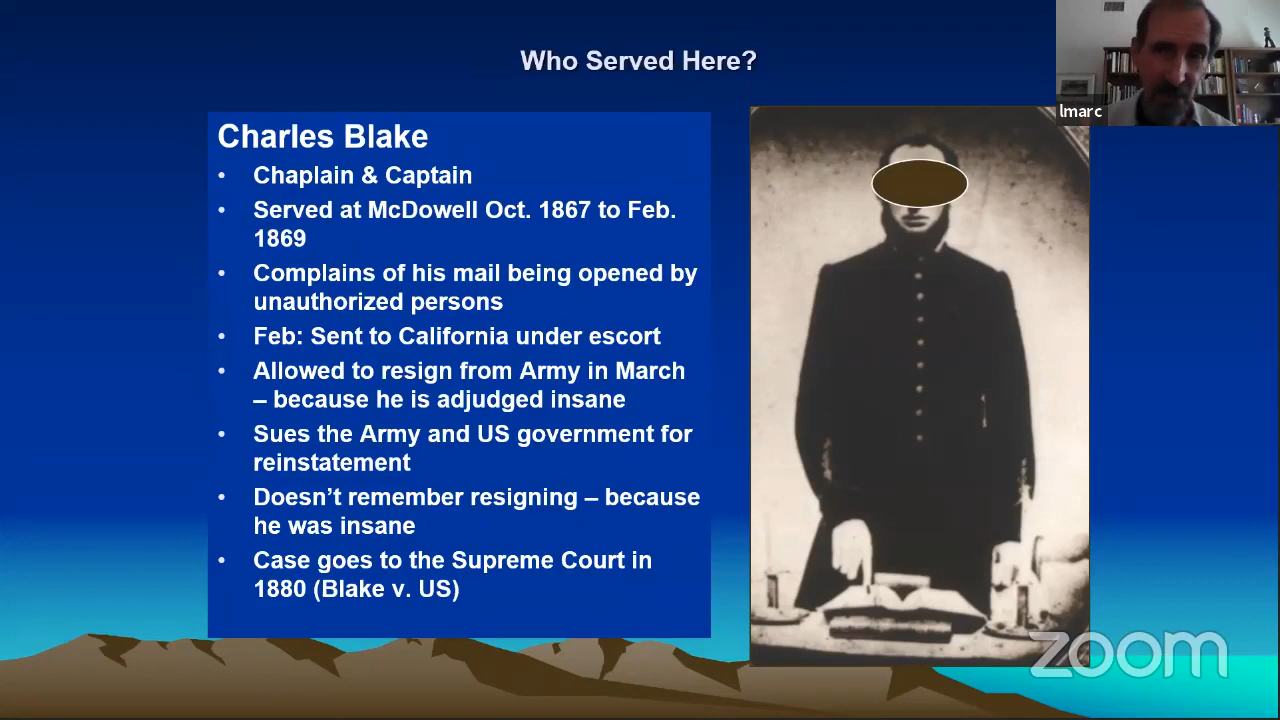 Who Served Here?
lmarc
Charles Blake
• Chaplain & Captain
• Served at McDowell Oct. 1867 to Feb.
1869
• Complains of his mail being opened by
unauthorized persons
• Feb: Sent to California under escort
• Allowed to resign from Army in March
– because he is adjudged insane
• Sues the Army and US government for
reinstatement
• Doesn’t remember resigning – because
he was insane
• Case goes to the Supreme Court in
1880 (Blake v. US)
zoom